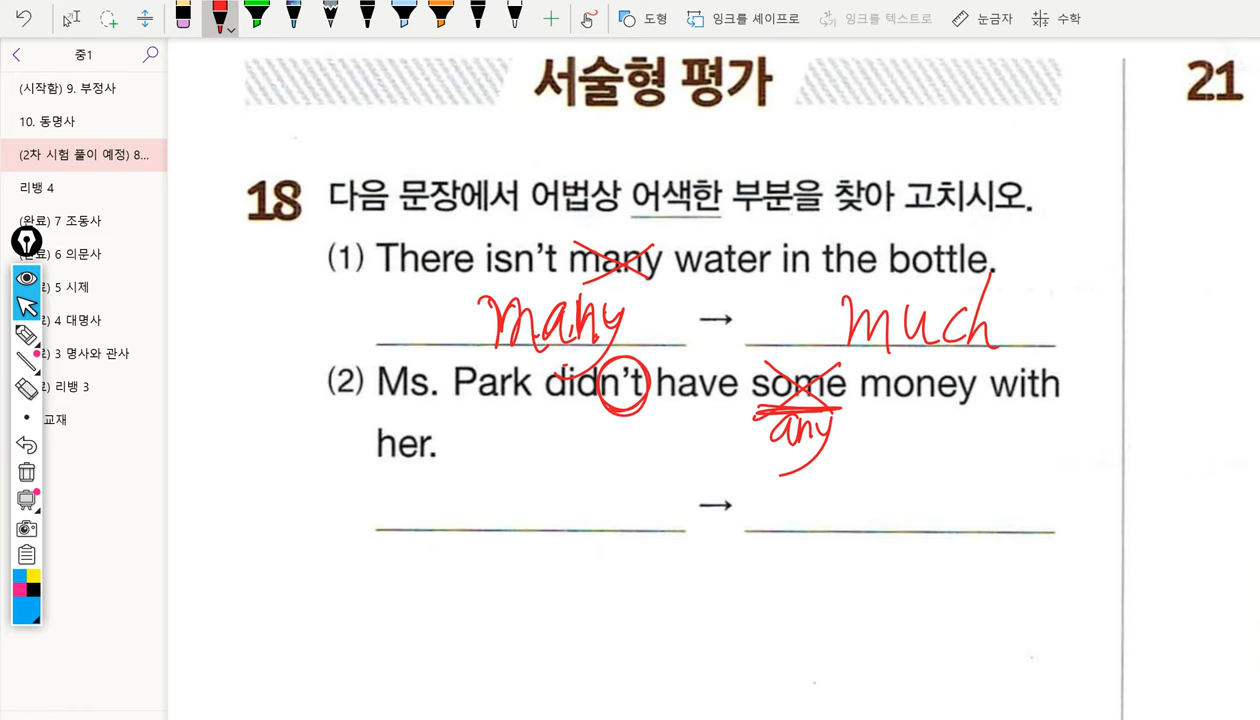 도형
잉크를 셰이프로
잉크를 텍스트로
눈금자
수학
중1
(시작함) 9. 부정사
10. 동명사
(2차 시험 풀이 예정) 8...
리뱅 4
(완료) 7 조동사
료) 6 의문사
료) 5 시제
료) 4 대명사
료) 3 명사와 관사
료) 리뱅 3
교재
서술형 평가
21
18 다음 문장에서 어법상 어색한 부분을 찾아 고치시오.
(1) There isn't many water in the bottle.
many → much
(2) Ms. Park didn't have some money with
any
her.
→